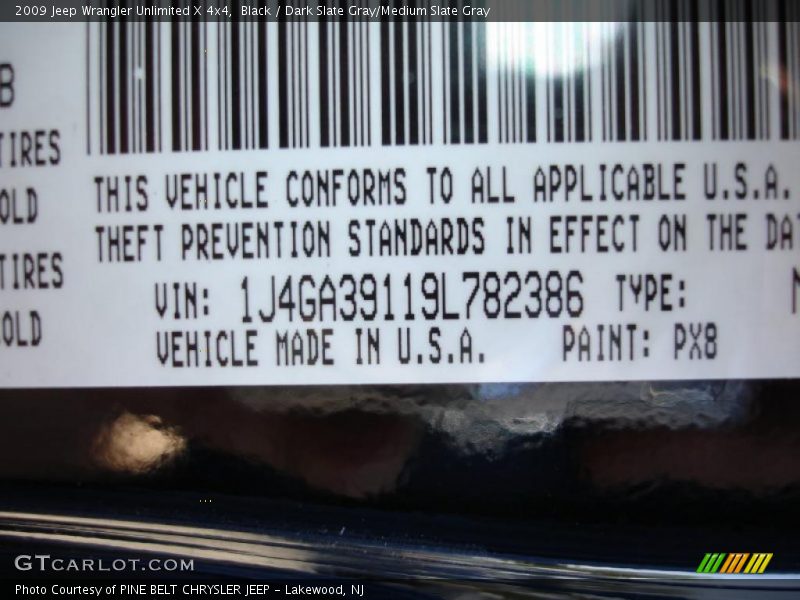 2009 Jeep Wrangler Unlimited X 4x4, Black / Dark Slate Gray/Medium Slate Gray
B
TIRES
OLD
TIRES
OLD
THIS VEHICLE CONFORMS TO ALL APPLICABLE U.S.A.
THEFT PREVENTION STANDARDS IN EFFECT ON THE DAT
VIN: 1J4GA39119L782386 TYPE: M
VEHICLE MADE IN U.S.A. PAINT: PX8
GTCARLOT.COM
Photo Courtesy of PINE BELT CHRYSLER JEEP - Lakewood, NJ